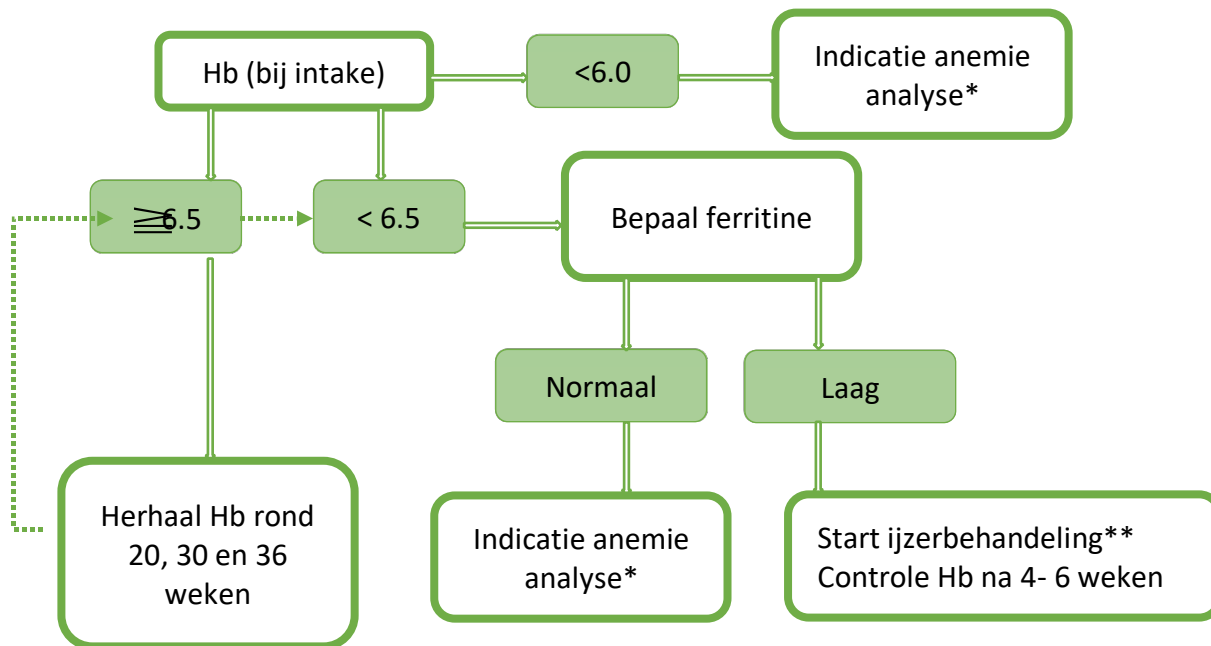 Hb (bij intake)
<6.0
Indicatie anemie
analyse*
≥6.5
< 6.5
Bepaal ferritine
Normaal
Laag
Herhaal Hb rond
20, 30 en 36
weken
Indicatie anemie
analyse*
Start ijzerbehandeling**
Controle Hb na 4- 6 weken